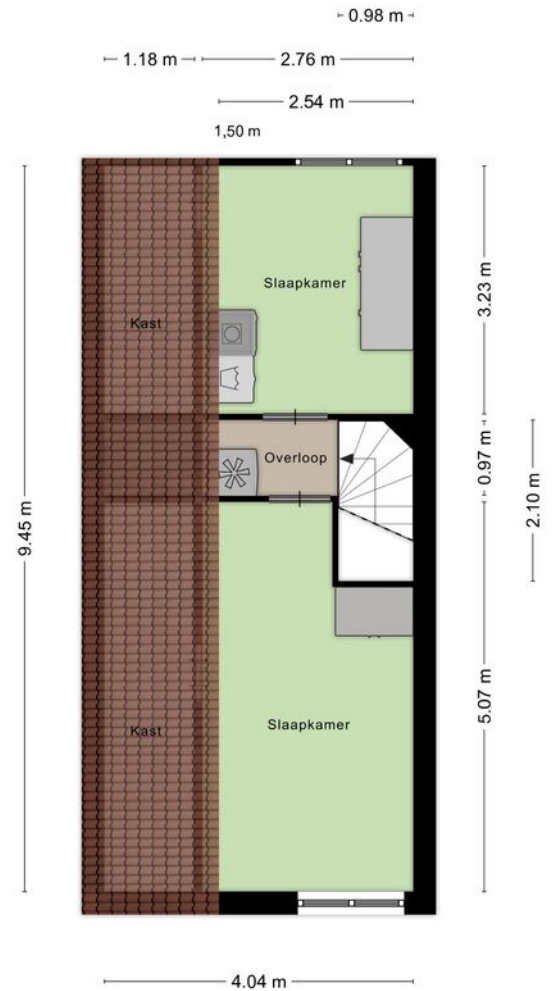 0.98 m
1.18 m
2.76 m
2.54 m
1,50 m
Slaapkamer
3.23 m
Kast
Overloop
0.97 m
2.10 m
9.45 m
5.07 m
Slaapkamer
Kast
4.04 m